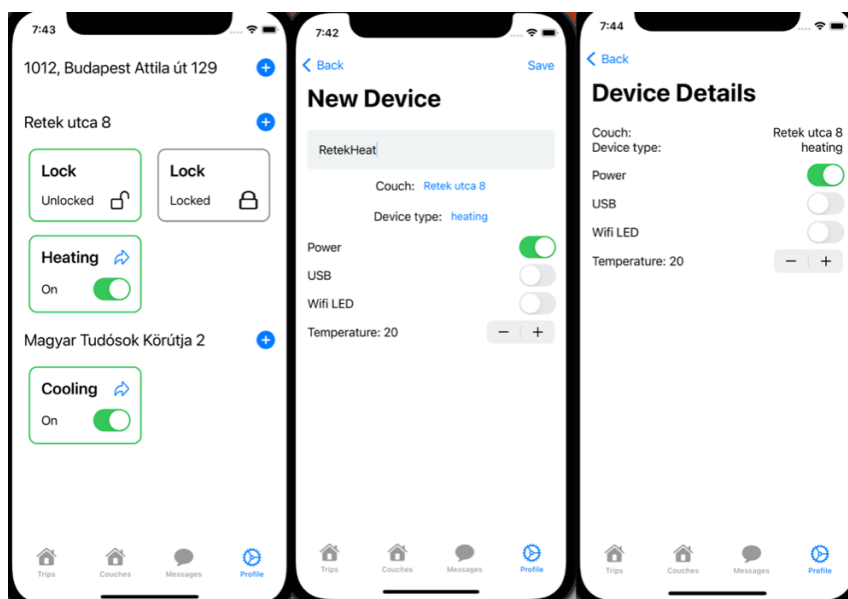 7:43
1012, Budapest Attila út 129
Retek utca 8
Lock
Unlocked
Lock
Locked
Heating
On
Magyar Tudósok Körútja 2
Cooling
On
Trips
Couches
Messages
Profile
7:42
Back
Save
New Device
RetekHeat
Couch: Retek utca 8
Device type: heating
Power
USB
Wifi LED
Temperature: 20
Trips
Couches
Messages
Profile
7:44
Back
Device Details
Couch: Retek utca 8
Device type: heating
Power
USB
Wifi LED
Temperature: 20
Trips
Couches
Messages
Profile